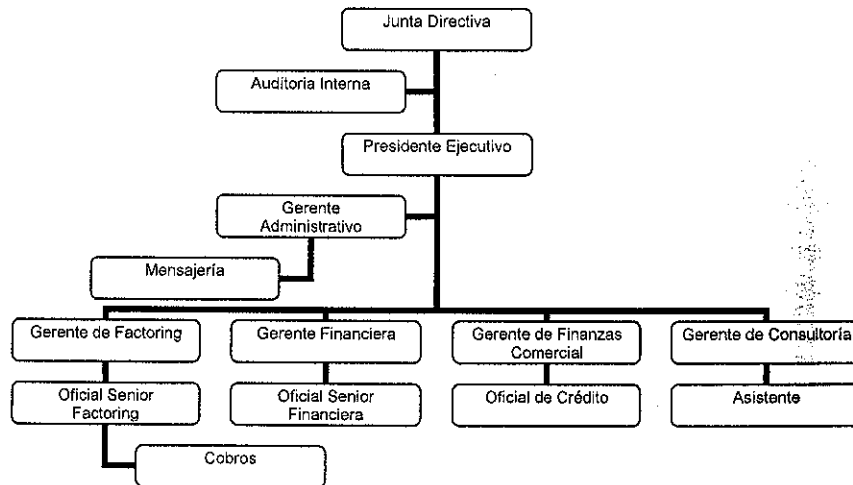 Junta Directiva
Auditoria Interna
Presidente Ejecutivo
Gerente
Administrativo
Mensajería
Gerente de Factoring
Gerente Financiera
Gerente de Finanzas
Comercial
Gerente de Consultoría
Oficial Senior
Factoring
Oficial Senior
Financiera
Oficial de Crédito
Asistente
Cobros